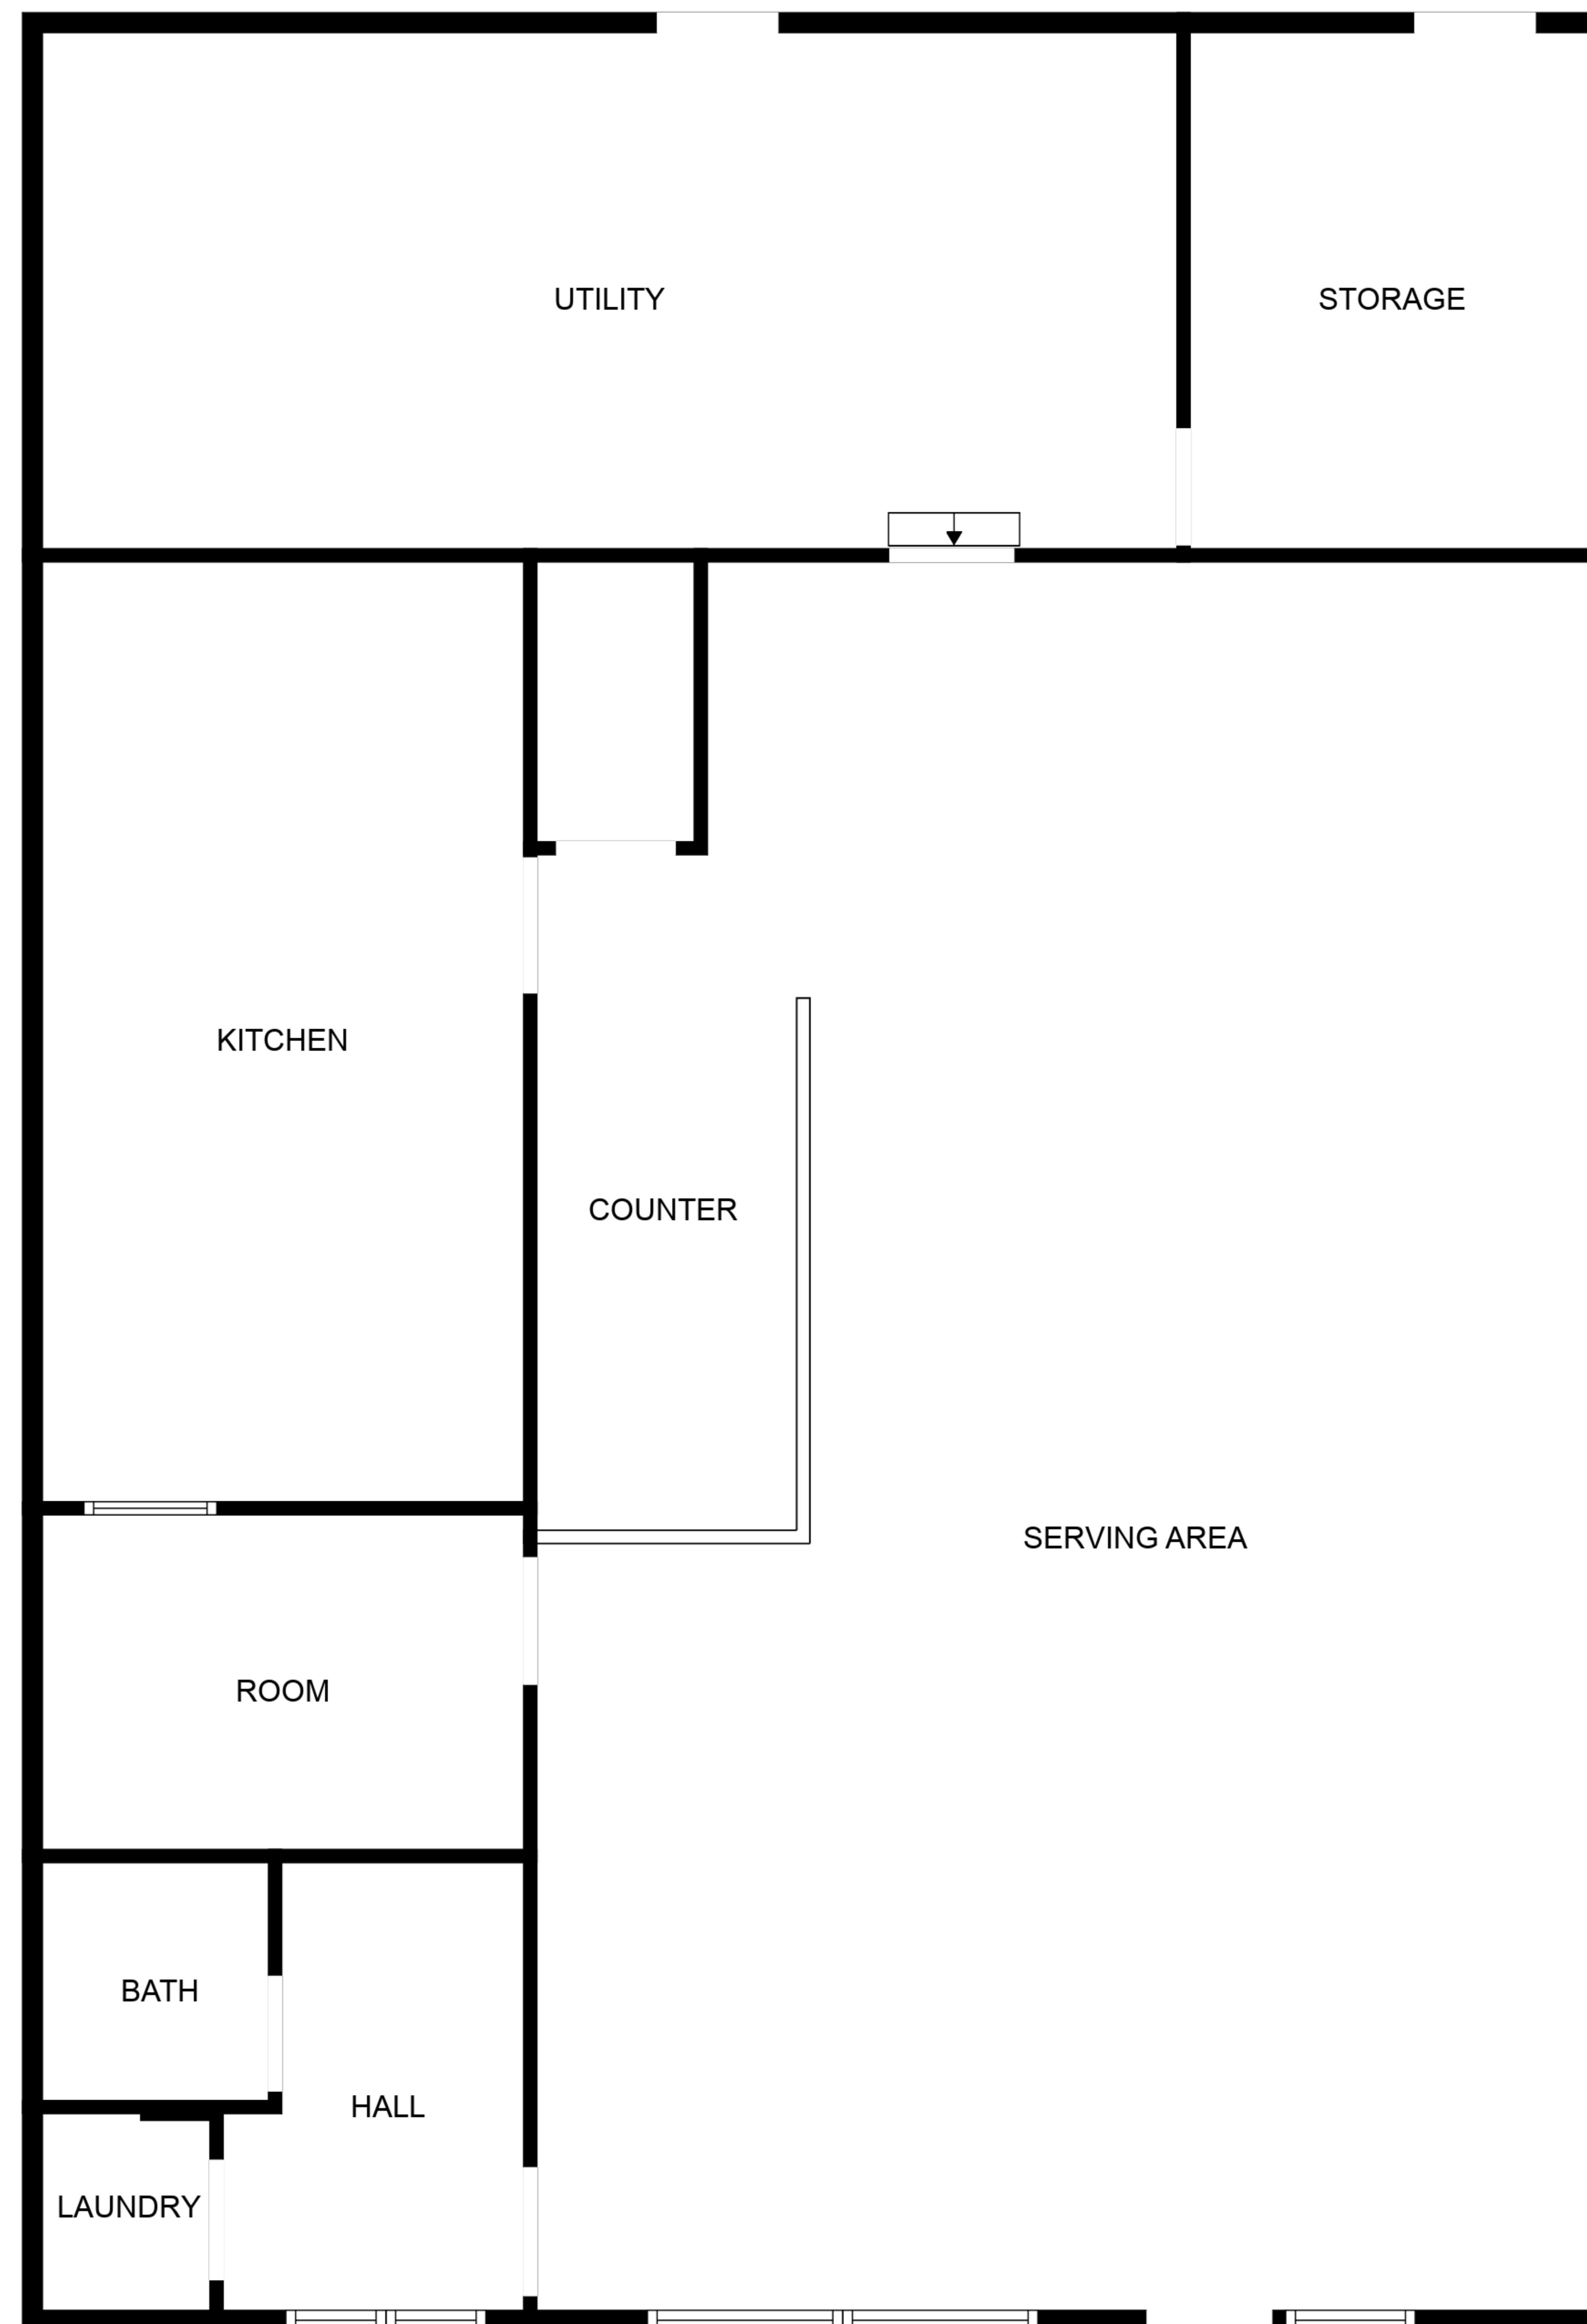 UTILITY
STORAGE
KITCHEN
COUNTER
SERVING AREA
ROOM
BATH
HALL
LAUNDRY